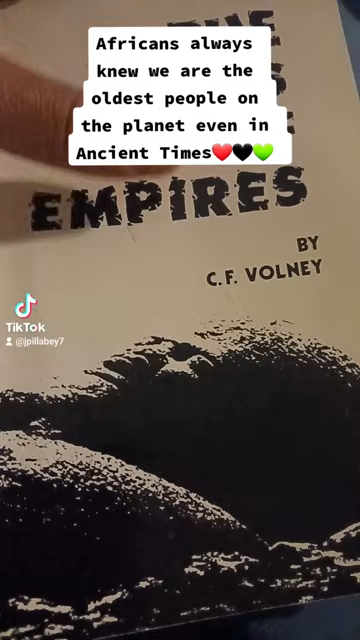 Africans always
knew we are the
oldest people on
the planet even in
Ancient Times❤️🖤💚
EMPIRES
BY
C.F. VOLNEY
TikTok
@jpillabey7